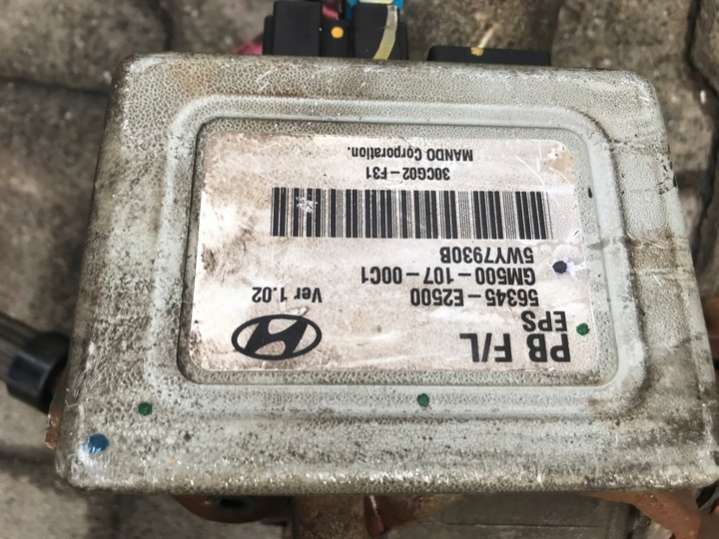 PB F/L
EPS
56345-E2500
GM500-107-00C1
5WY7930B
Ver 1.02
30CG02-F31
MANDO Corporation.